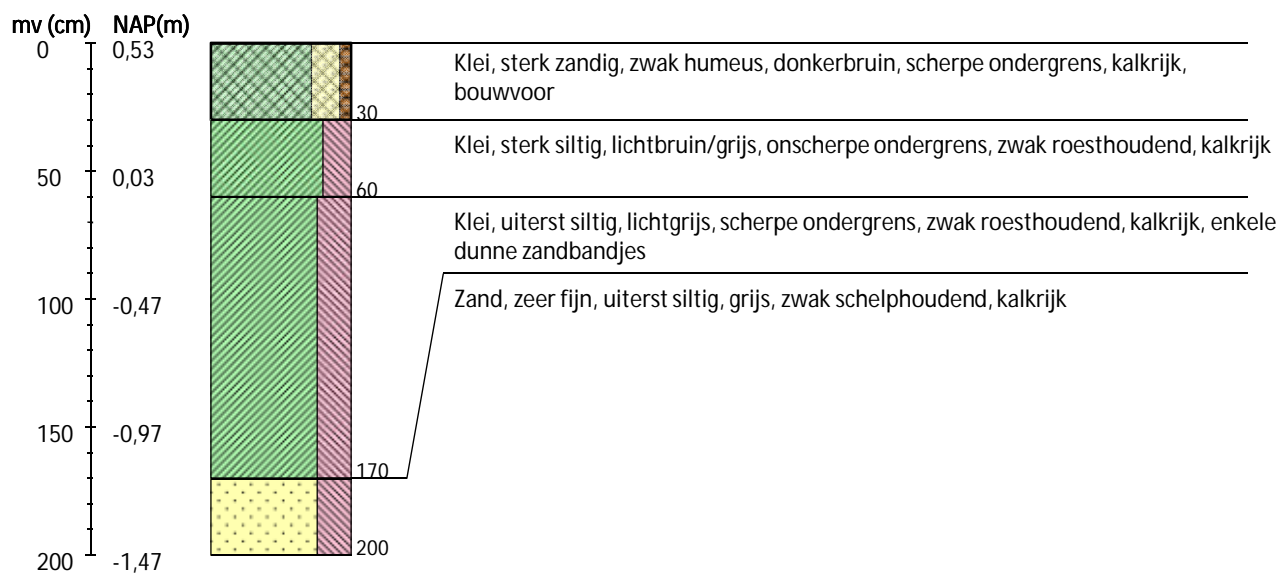 mv (cm) NAP(m)
0 0,53
Klei, sterk zandig, zwak humeus, donkerbruin, scherpe ondergrens, kalkrijk,
bouwvoor
30
Klei, sterk siltig, lichtbruin/grijs, onscherpe ondergrens, zwak roesthoudend, kalkrijk
50 0,03
60
Klei, uiterst siltig, lichtgrijs, scherpe ondergrens, zwak roesthoudend, kalkrijk, enkele
dunne zandbandjes
100 -0,47
Zand, zeer fijn, uiterst siltig, grijs, zwak schelphoudend, kalkrijk
150 -0,97
170
200
200 -1,47